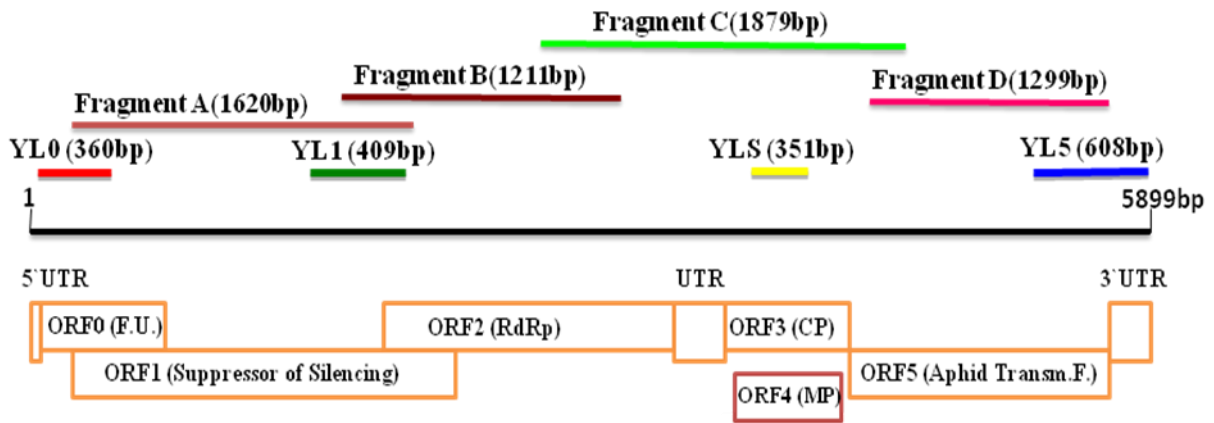 Fragment C(1879bp)
Fragment B(1211bp)
Fragment D(1299bp)
Fragment A(1620bp)
YL0 (360bp)
YL1 (409bp)
YLS (351bp)
YL5 (608bp)
1
5899bp
5`UTR
UTR
3`UTR
ORF0 (F.U.)
ORF2 (RdRp)
ORF3 (CP)
ORF1 (Suppressor of Silencing)
ORF5 (Aphid Transm.F.)
ORF4 (MP)